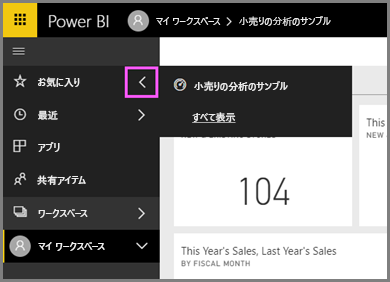 Power BI
マイ ワークスペース > 小売りの分析のサンプル
お気に入り
小売りの分析のサンプル
すべて表示
最近
アプリ
共有アイテム
ワークスペース
マイ ワークスペース
This
NEW
104
This Year's Sales, Last Year's Sales
BY FISCAL MONTH